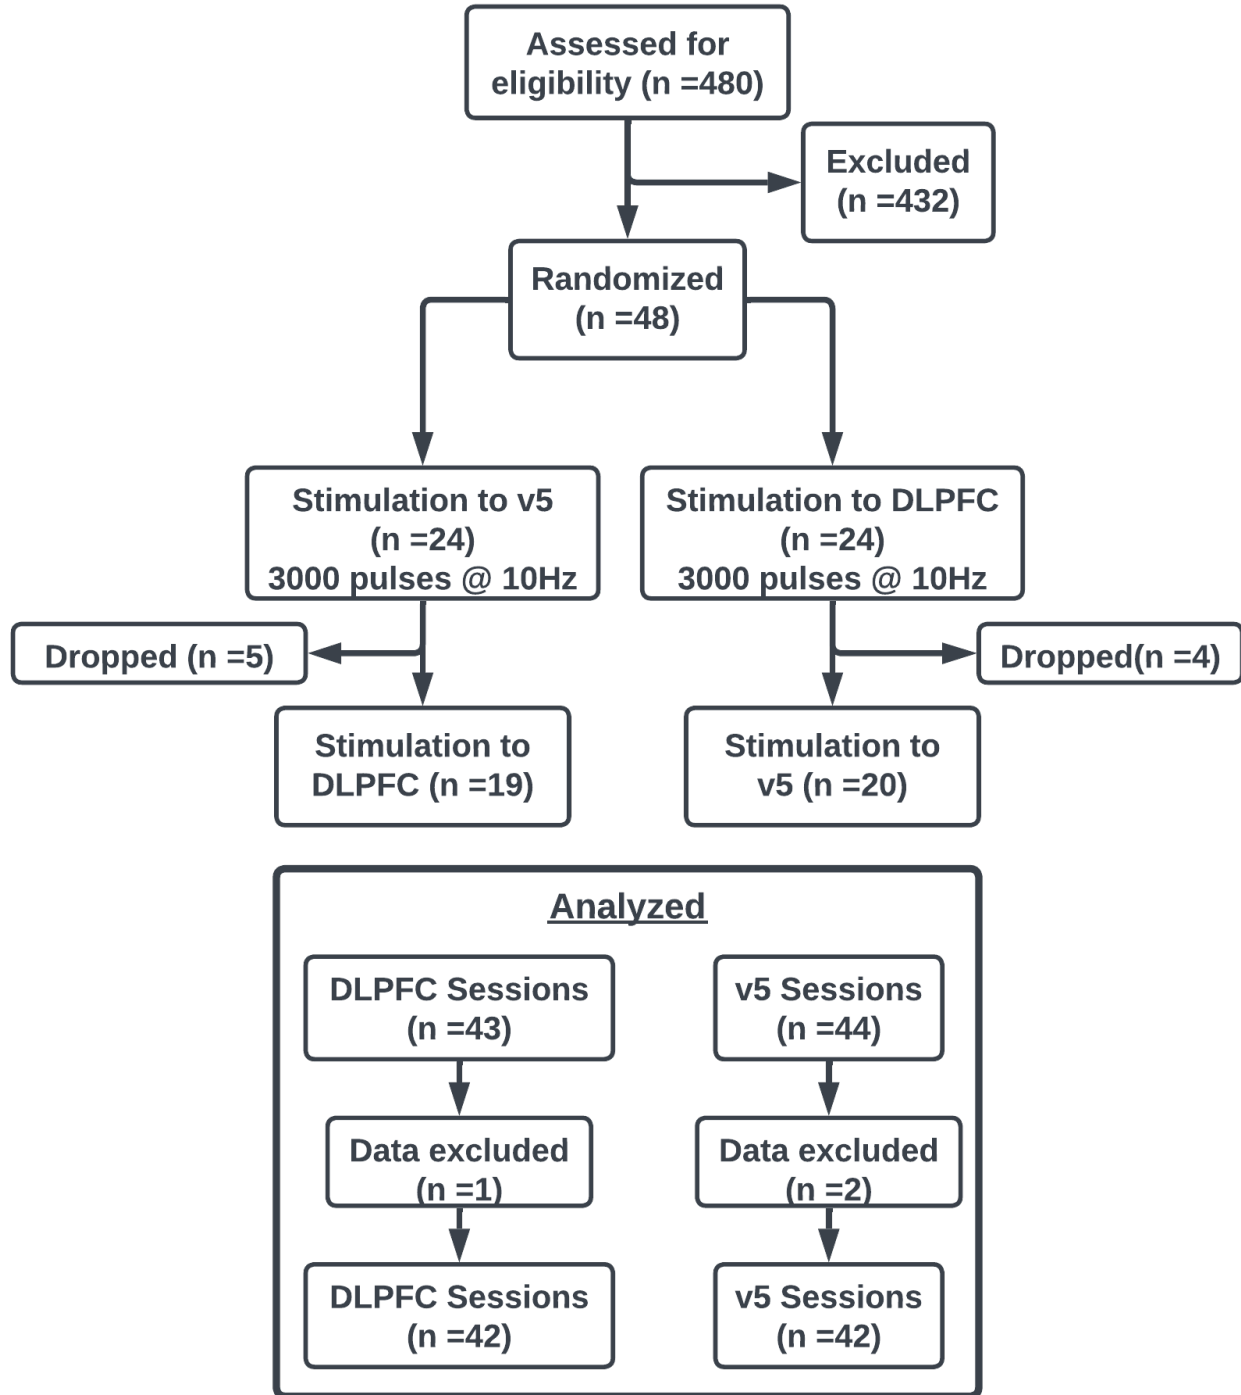 Assessed for
eligibility (n =480)
Excluded
(n =432)
Randomized
(n =48)
Stimulation to v5
(n =24)
3000 pulses @ 10Hz
Stimulation to DLPFC
(n =24)
3000 pulses @ 10Hz
Dropped (n =5)
Dropped(n =4)
Stimulation to
DLPFC (n =19)
Stimulation to
v5 (n =20)
Analyzed
DLPFC Sessions
(n =43)
v5 Sessions
(n =44)
Data excluded
(n =1)
Data excluded
(n =2)
DLPFC Sessions
(n =42)
v5 Sessions
(n =42)